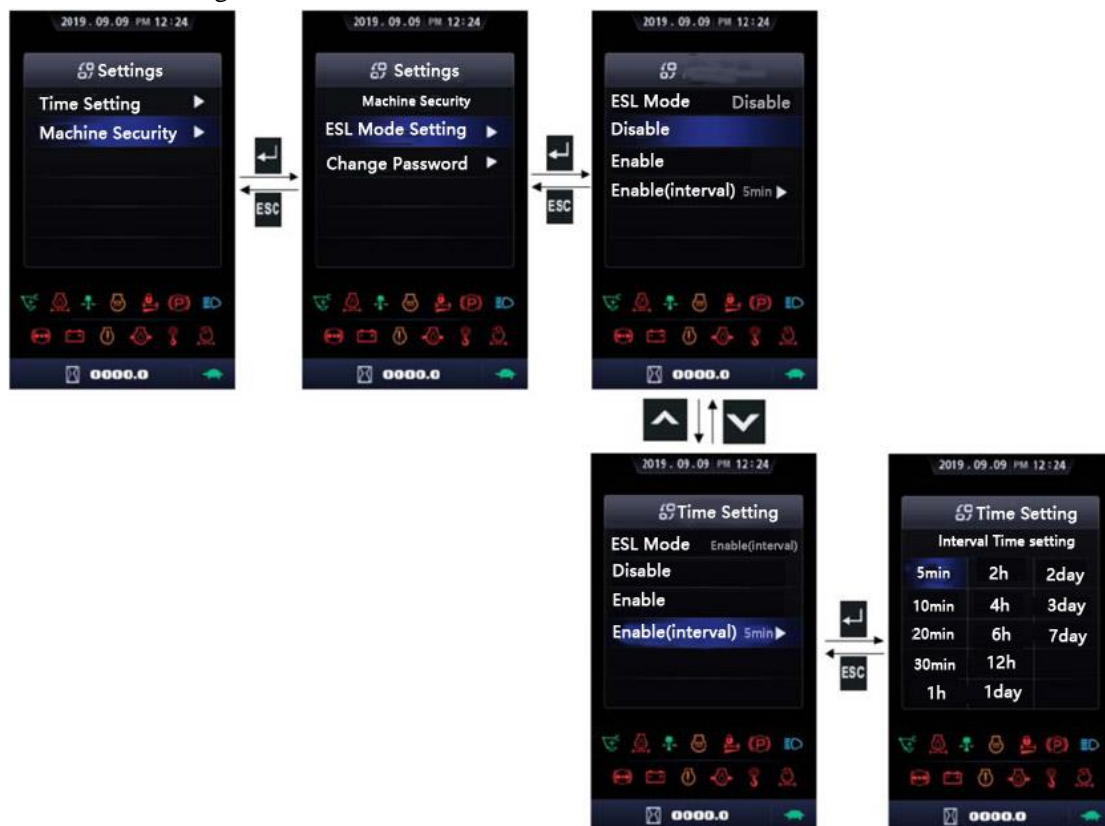 2019 . 09 . 09 PM 12 : 24
Settings
Time Setting
Machine Security
0000.0
ESC
2019 . 09 . 09 PM 12 : 24
Settings
Machine Security
ESL Mode Setting
Change Password
0000.0
ESC
2019 . 09 . 09 PM 12 : 24
ESL Mode Disable
Disable
Enable
Enable(interval) 5min
0000.0
2019 . 09 . 09 PM 12 : 24
Time Setting
ESL Mode Enable(interval)
Disable
Enable
Enable(interval) 5min
0000.0
ESC
2019 . 09 . 09 PM 12 : 24
Time Setting
Interval Time setting
5min 2h 2day
10min 4h 3day
20min 6h 7day
30min 12h
1h 1day
0000.0